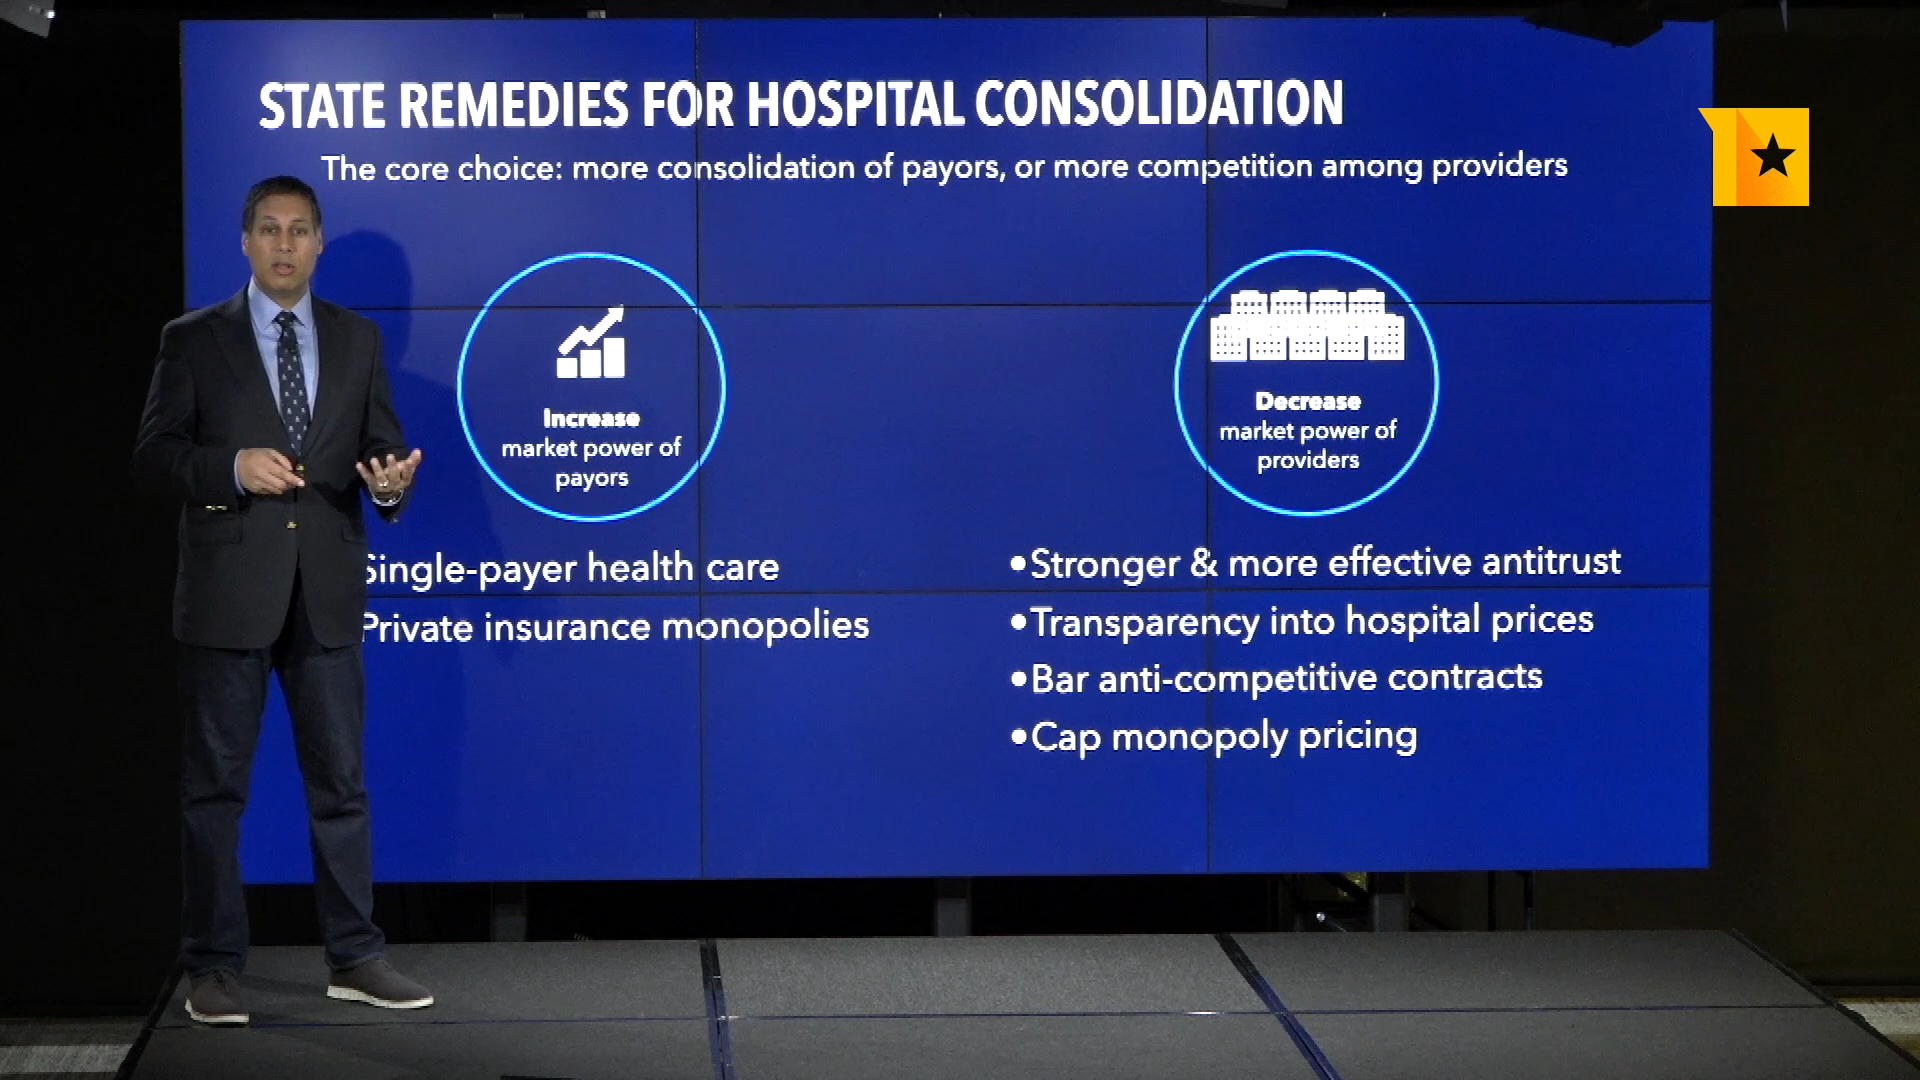 STATE REMEDIES FOR HOSPITAL CONSOLIDATION
The core choice: more consolidation of payors, or more competition among providers
Increase
market power of
payors
Single-payer health care
Private insurance monopolies
Decrease
market power of
providers
•Stronger & more effective antitrust
•Transparency into hospital prices
•Bar anti-competitive contracts
•Cap monopoly pricing